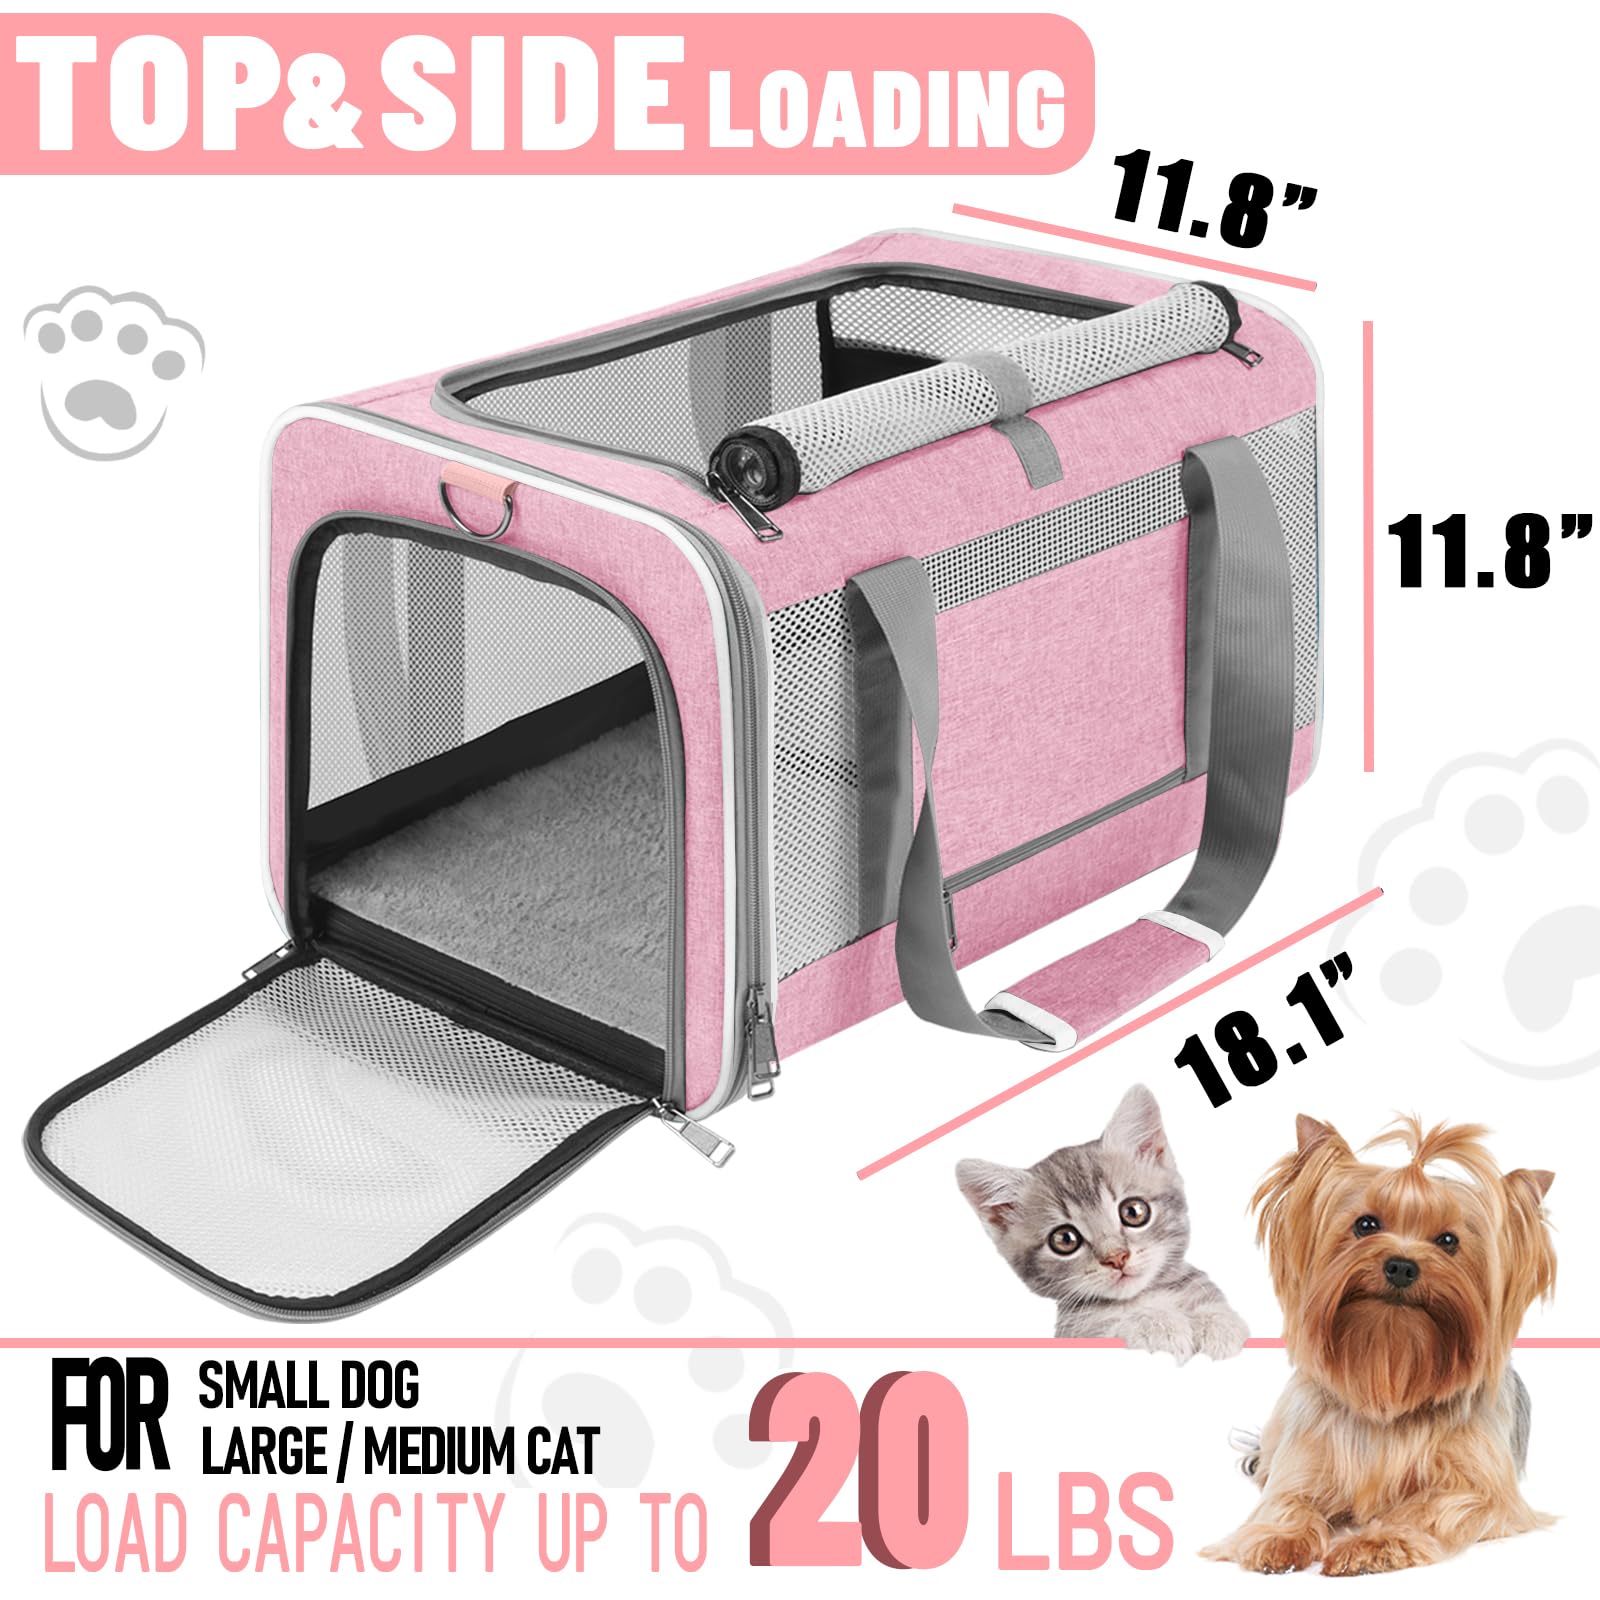 TOP&SIDE LOADING
11.8”
11.8”
18.1”
FOR SMALL DOG
LARGE / MEDIUM CAT
LOAD CAPACITY UP TO 20 LBS